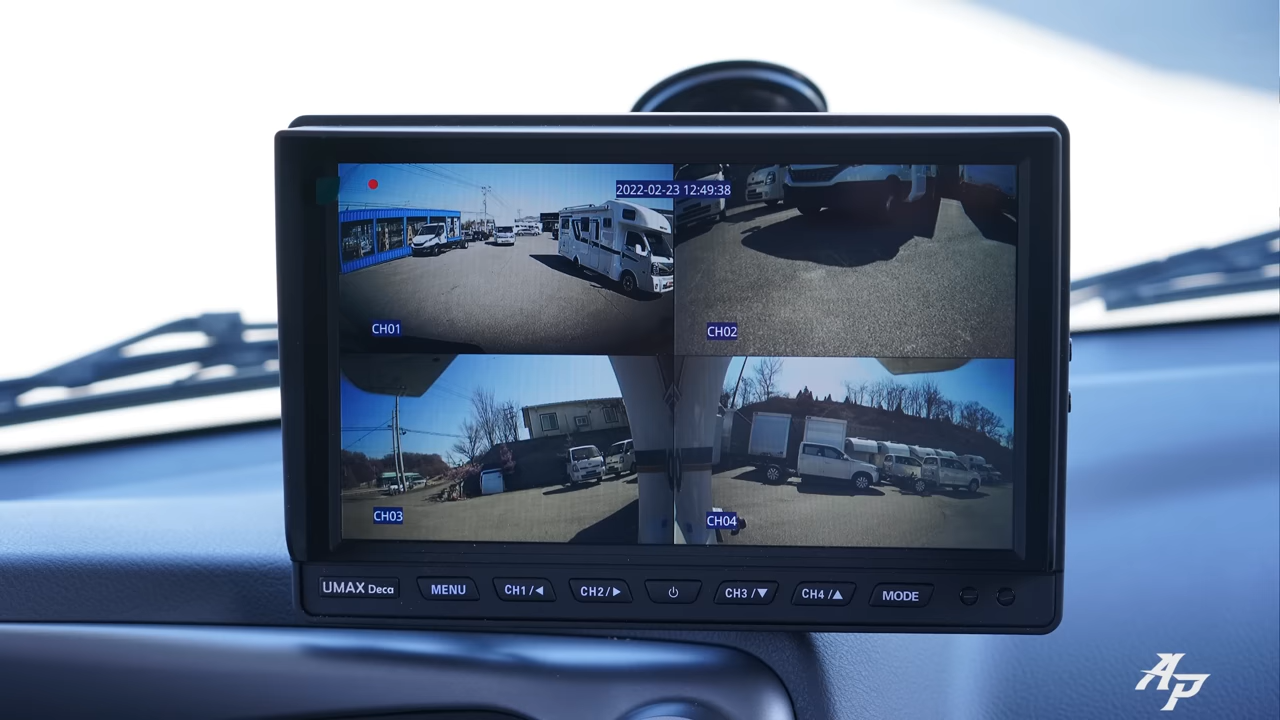 2022-02-23 12:49:38
CH01
CH02
CH03
CH04
UMAX Deca
MENU
CH1/◀
CH2/▶
CH3/▼
CH4/▲
MODE
AP